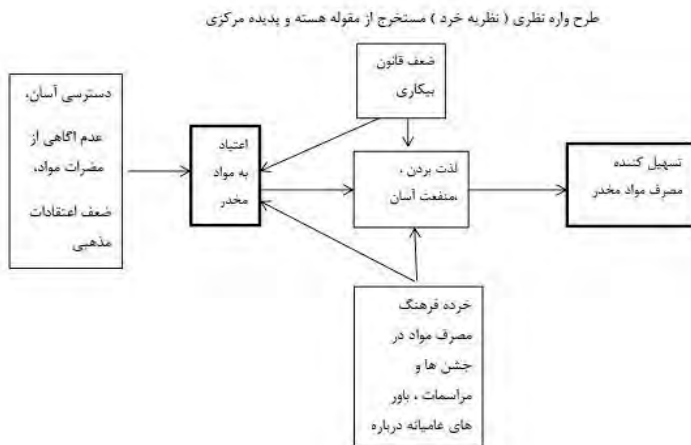 طرح واره نظری ( نظریه خرد ) مستخرج از مقوله هسته و پدیده مرکزی
ضعف قانون
بیکاری
دسترسی آسان،
عدم اگاهی از
مضرات مواد،
ضعف اعتقادات
مذهبی
اعتیاد
به مواد
مخدر
لذت بردن ،
،منفعت آسان
تسهیل کننده
مصرف مواد مخدر
خرده فرهنگ
مصرف مواد در
جشن ها و
مراسمات ، باور
های عامیانه درباره